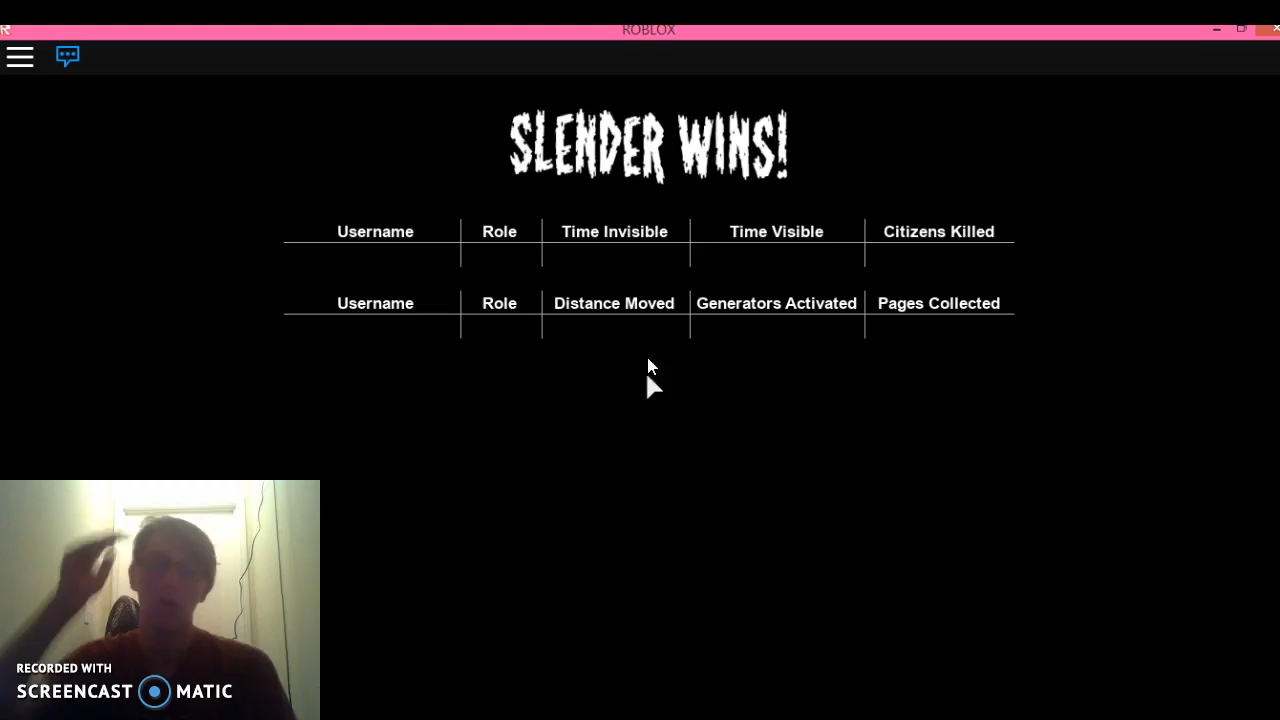 ROBLOX
SLENDER WINS!
Username Role Time Invisible Time Visible Citizens Killed
Username Role Distance Moved Generators Activated Pages Collected
RECORDED WITH
SCREENCAST MATIC